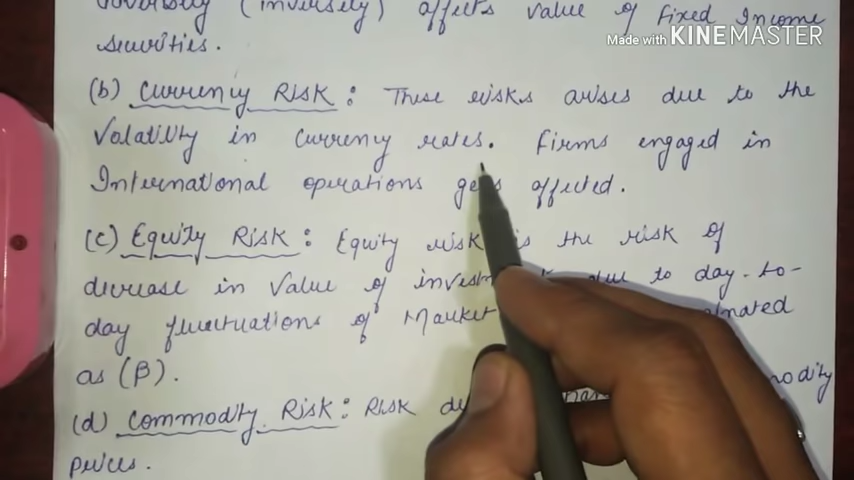 (inversely) affects value of Fixed Income
securities.
Made with KINEMASTER
(b) Currency Risk : These risks arises due to the
Volatility in Currency rates. Firms engaged in
International operations gets affected.
(c) Equity Risk : Equity risk is the risk of
decrease in Value of due to day-to-
day fluctuations of Market
as (β).
(d) Commodity Risk : Risk
prices.